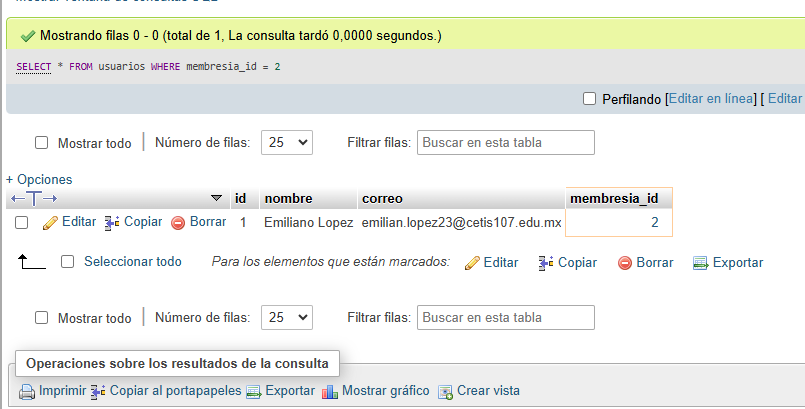 Mostrando filas 0 - 0 (total de 1, La consulta tardó 0,0000 segundos.)
SELECT * FROM usuarios WHERE membresia_id = 2
Perfilando [Editar en línea] [ Editar
Mostrar todo | Número de filas: 25 Filtrar filas: Buscar en esta tabla
+ Opciones
id nombre correo membresia_id
Editar Copiar Borrar 1 Emiliano Lopez emilian.lopez23@cetis107.edu.mx 2
Seleccionar todo Para los elementos que están marcados: Editar Copiar Borrar Exportar
Mostrar todo | Número de filas: 25 Filtrar filas: Buscar en esta tabla
Operaciones sobre los resultados de la consulta
Imprimir Copiar al portapapeles Exportar Mostrar gráfico Crear vista